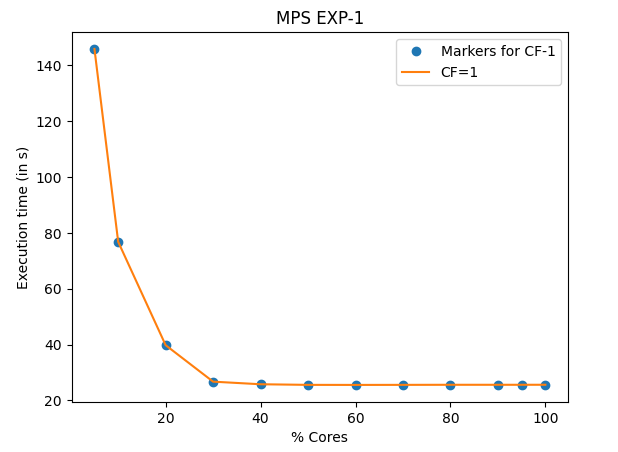 MPS EXP-1
Markers for CF-1
CF=1
Execution time (in s)
140
120
100
80
60
40
20
20
40
60
80
100
% Cores